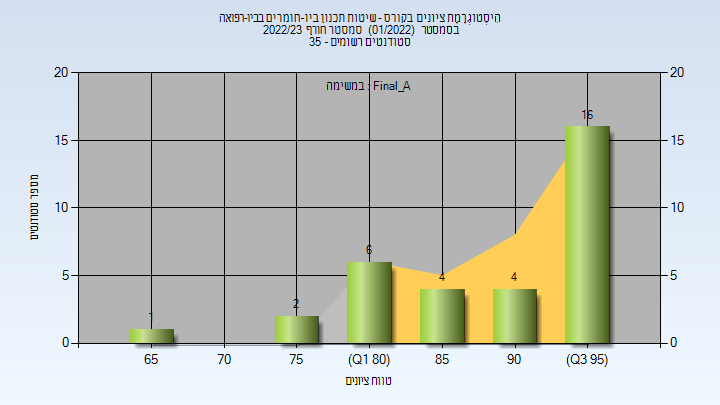 היסטוגרמת ציונים בקורס - שיטות תכנון ביו-חומרים בביו-רפואה
בסמסטר (01/2022) סמסטר חורף 2022/23
סטודנטים רשומים - 35
במשימה : Final_A
מספר סטודנטים
20
15
10
5
0
20
15
10
5
0
1
2
6
4
4
16
65
70
75
(Q1 80)
85
90
(Q3 95)
טווח ציונים